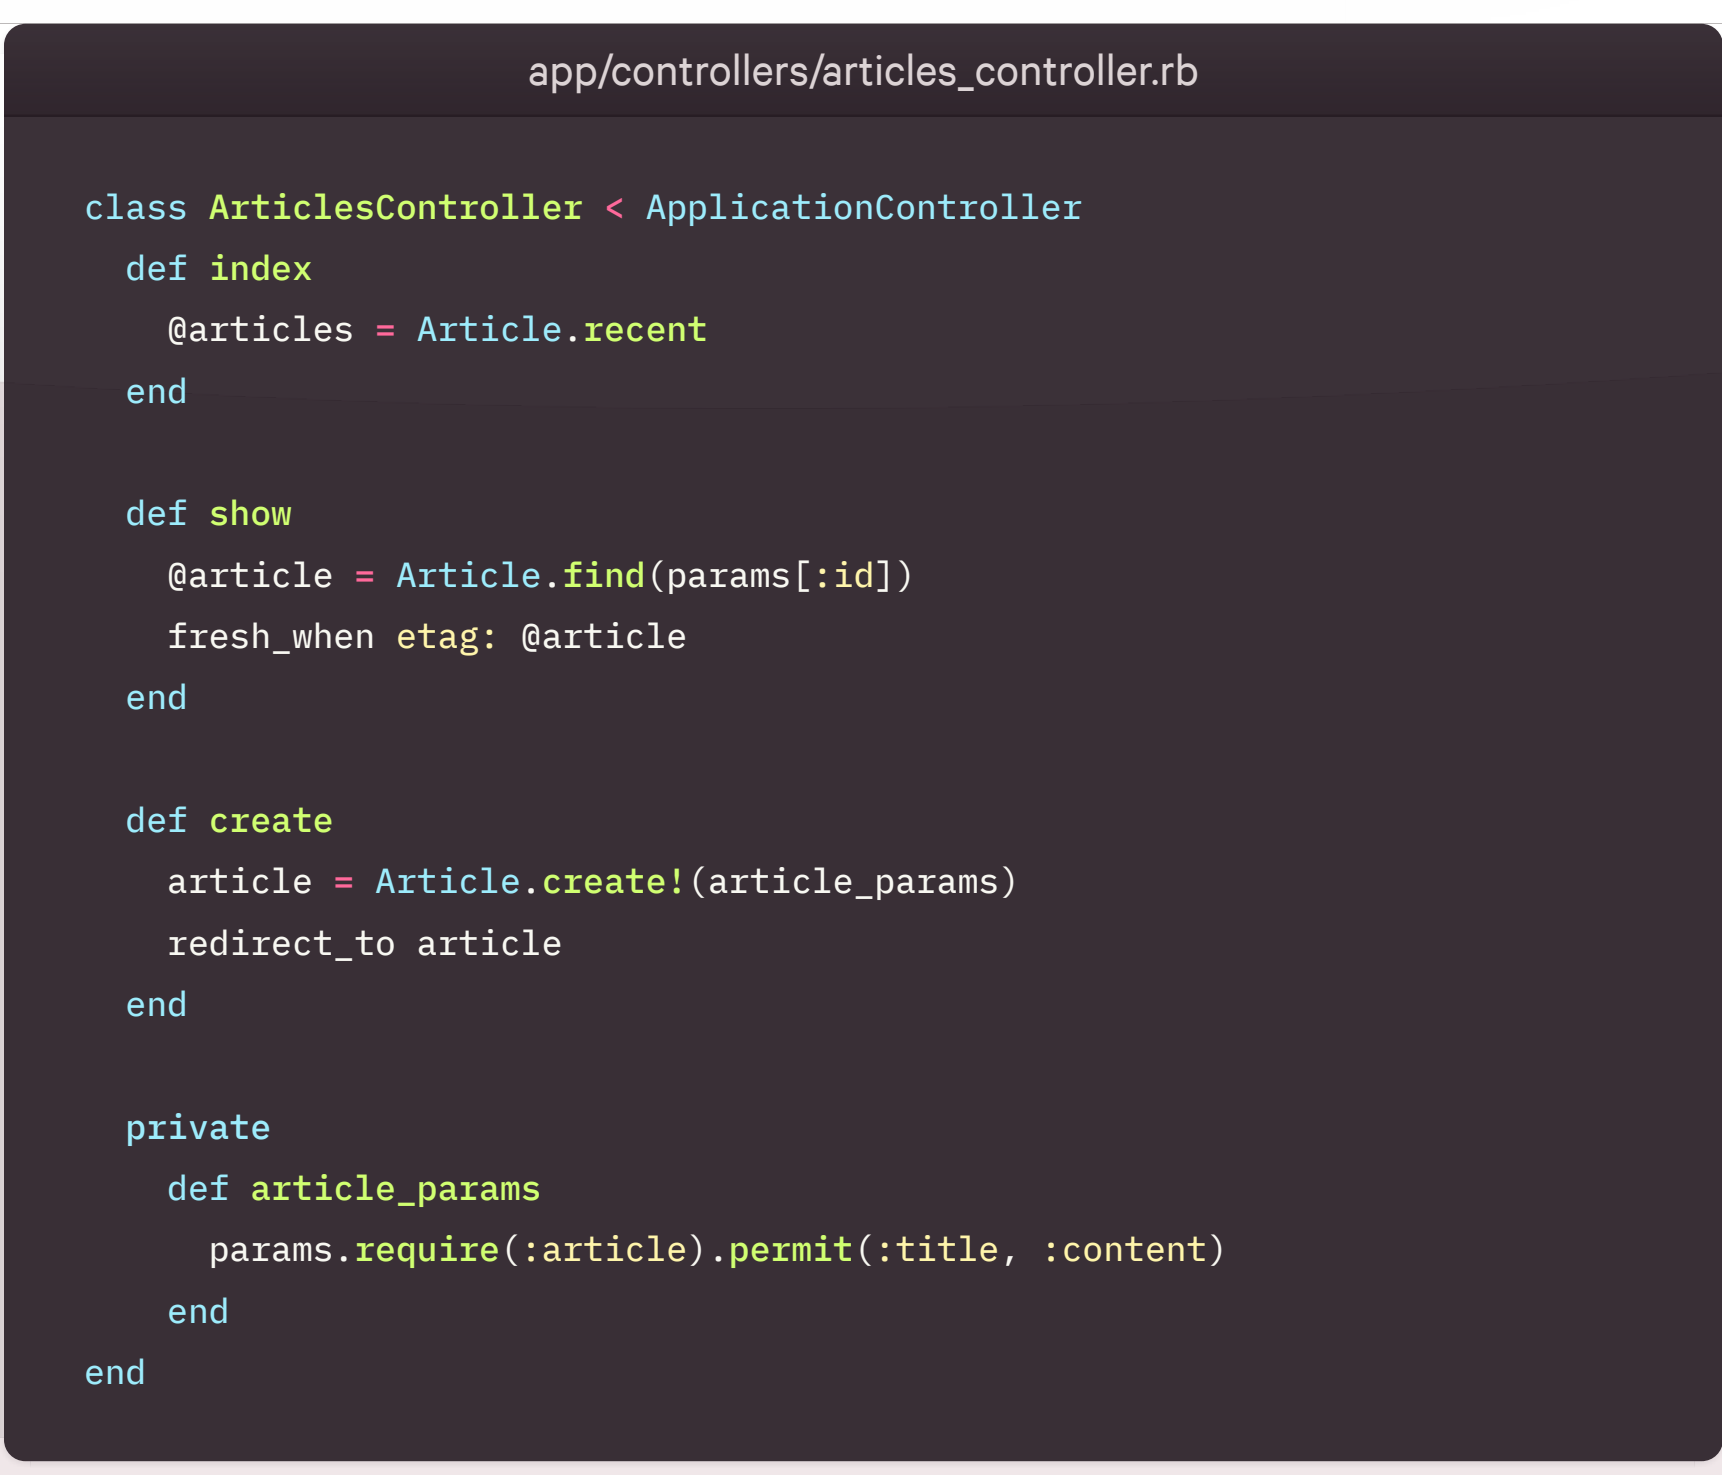 app/controllers/articles_controller.rb
class ArticlesController < ApplicationController
  def index
    @articles = Article.recent
  end

  def show
    @article = Article.find(params[:id])
    fresh_when etag: @article
  end

  def create
    article = Article.create!(article_params)
    redirect_to article
  end

  private
    def article_params
      params.require(:article).permit(:title, :content)
    end
end